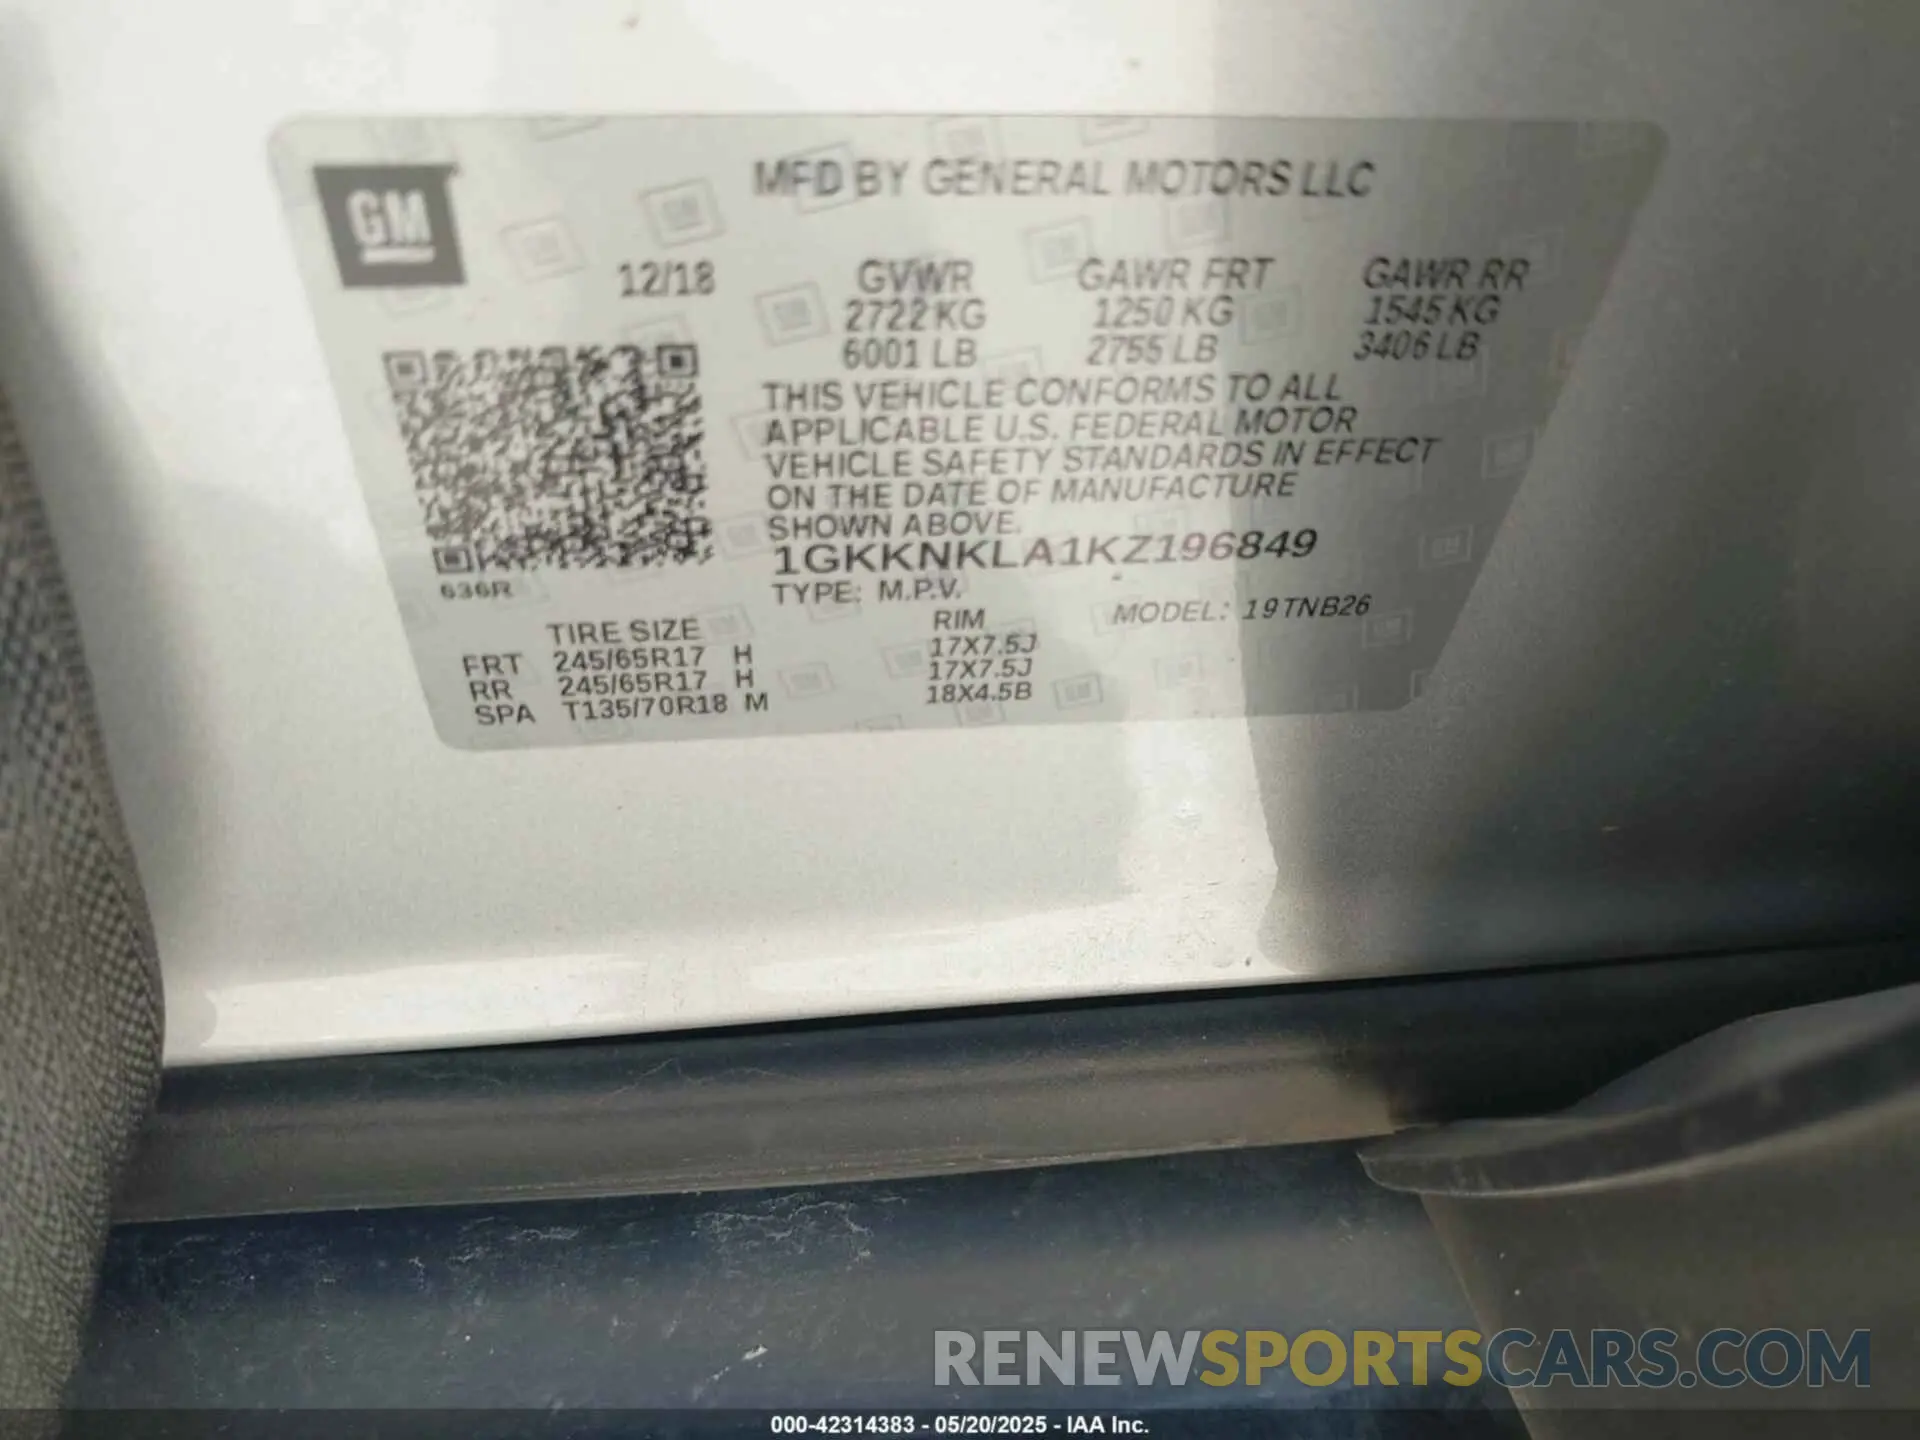 GM
MFD BY GENERAL MOTORS LLC
12/18 GVWR GAWR FRT GAWR RR
2722 KG 1250 KG 1545 KG
6001 LB 2755 LB 3406 LB
THIS VEHICLE CONFORMS TO ALL
APPLICABLE U.S. FEDERAL MOTOR
VEHICLE SAFETY STANDARDS IN EFFECT
ON THE DATE OF MANUFACTURE
SHOWN ABOVE.
1GKKNKLA1KZ196849
636R TYPE: M.P.V. MODEL: 19TNB26
TIRE SIZE RIM
FRT 245/65R17 H 17X7.5J
RR 245/65R17 H 17X7.5J
SPA T135/70R18 M 18X4.5B
RENEWSPORTSCARS.COM
000-42314383 - 05/20/2025 - IAA Inc.